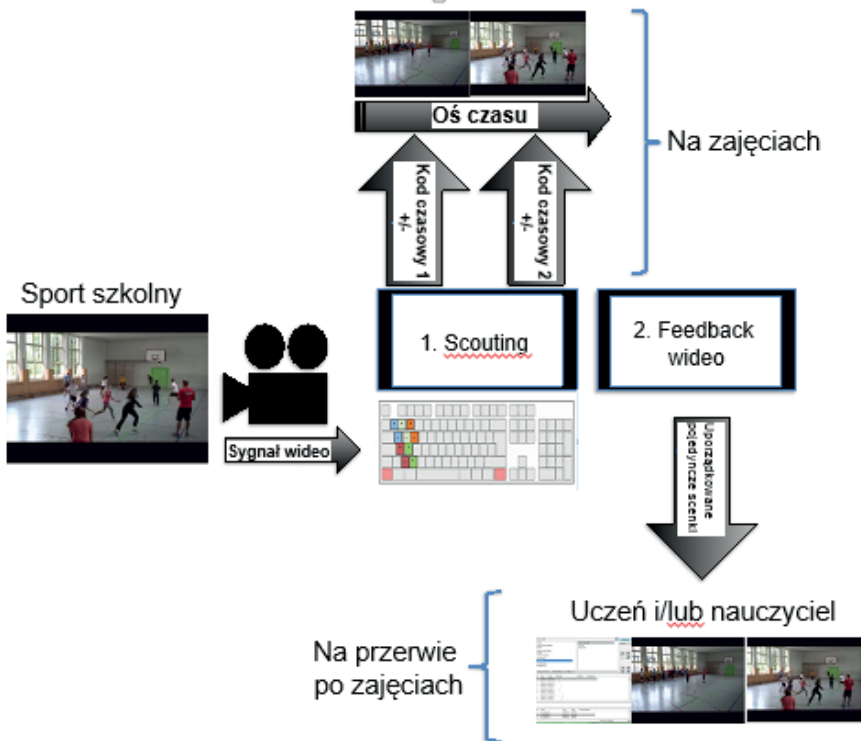 Oś czasu
Na zajęciach
Kod czasowy 1
+/-
Kod czasowy 2
+/-
Sport szkolny
1. Scouting
2. Feedback
wideo
Sygnał wideo
Uporządkowane
pojedyncze scenki
Uczeń i/lub nauczyciel
Na przerwie
po zajęciach